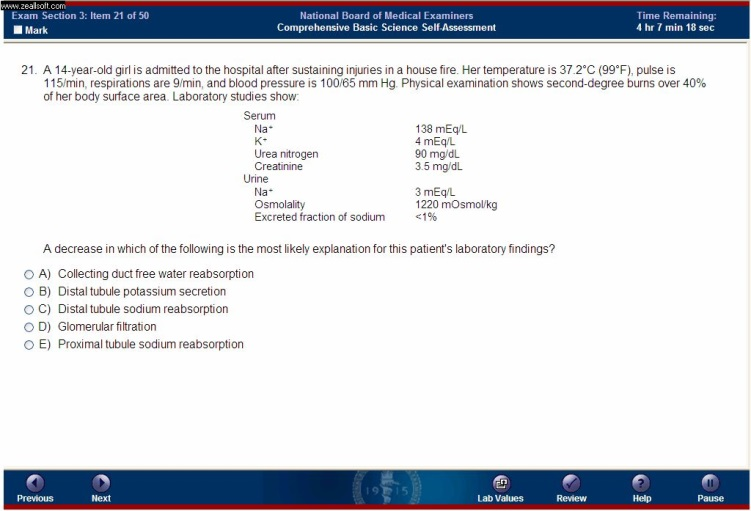 www.zeallsoft.com
Exam Section 3: Item 21 of 50
National Board of Medical Examiners
Time Remaining:
Mark
Comprehensive Basic Science Self-Assessment
4 hr 7 min 18 sec
21. A 14-year-old girl is admitted to the hospital after sustaining injuries in a house fire. Her temperature is 37.2°C (99°F), pulse is
115/min, respirations are 9/min, and blood pressure is 100/65 mm Hg. Physical examination shows second-degree burns over 40%
of her body surface area. Laboratory studies show:
Serum
Na+ 138 mEq/L
K+ 4 mEq/L
Urea nitrogen 90 mg/dL
Creatinine 3.5 mg/dL
Urine
Na+ 3 mEq/L
Osmolality 1220 mOsmol/kg
Excreted fraction of sodium <1%
A decrease in which of the following is the most likely explanation for this patient's laboratory findings?
A) Collecting duct free water reabsorption
B) Distal tubule potassium secretion
C) Distal tubule sodium reabsorption
D) Glomerular filtration
E) Proximal tubule sodium reabsorption
1915
Previous
Next
Lab Values
Review
Help
Pause